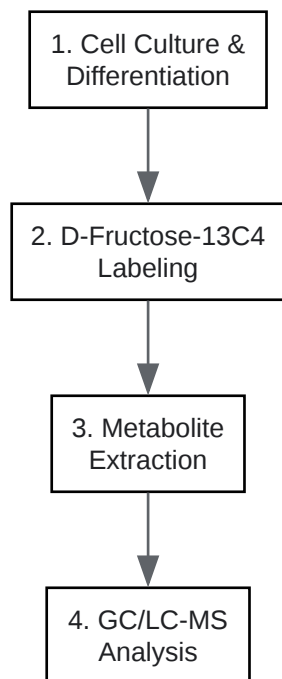 1. Cell Culture &
Differentiation
2. D-Fructose-13C4
Labeling
3. Metabolite
Extraction
4. GC/LC-MS
Analysis